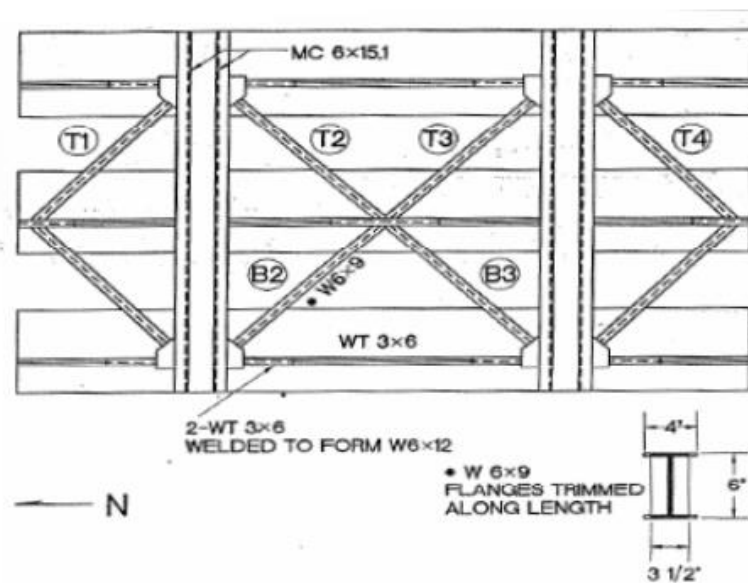 MC 6×15.1
T1
T2
T3
T4
B2
W6×9
B3
WT 3×6
2-WT 3×6
WELDED TO FORM W6×12
4"
• W 6×9
FLANGES TRIMMED
ALONG LENGTH
6"
N
3 1/2"